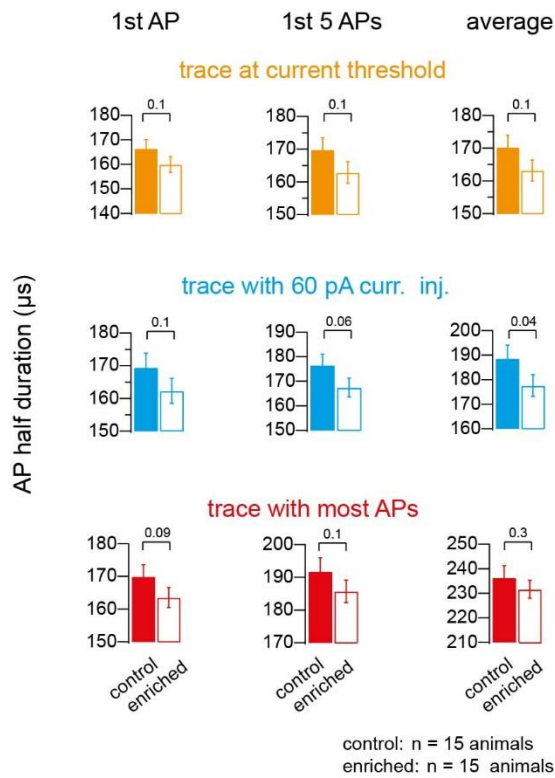 1st AP 1st 5 APs average
trace at current threshold
0.1 0.1 0.1
180 180 180
170 170 170
160 160 160
150
140 150 150
trace with 60 pA curr. inj.
0.1 0.06 0.04
180 190 200
170 180 190
160 170 180
150 160 170
150 160
AP half duration (µs)
trace with most APs
0.09 0.1 0.3
180 200 250
170 190 240
160 180 230
150 170 220
210
control enriched control enriched control enriched
control: n = 15 animals
enriched: n = 15 animals